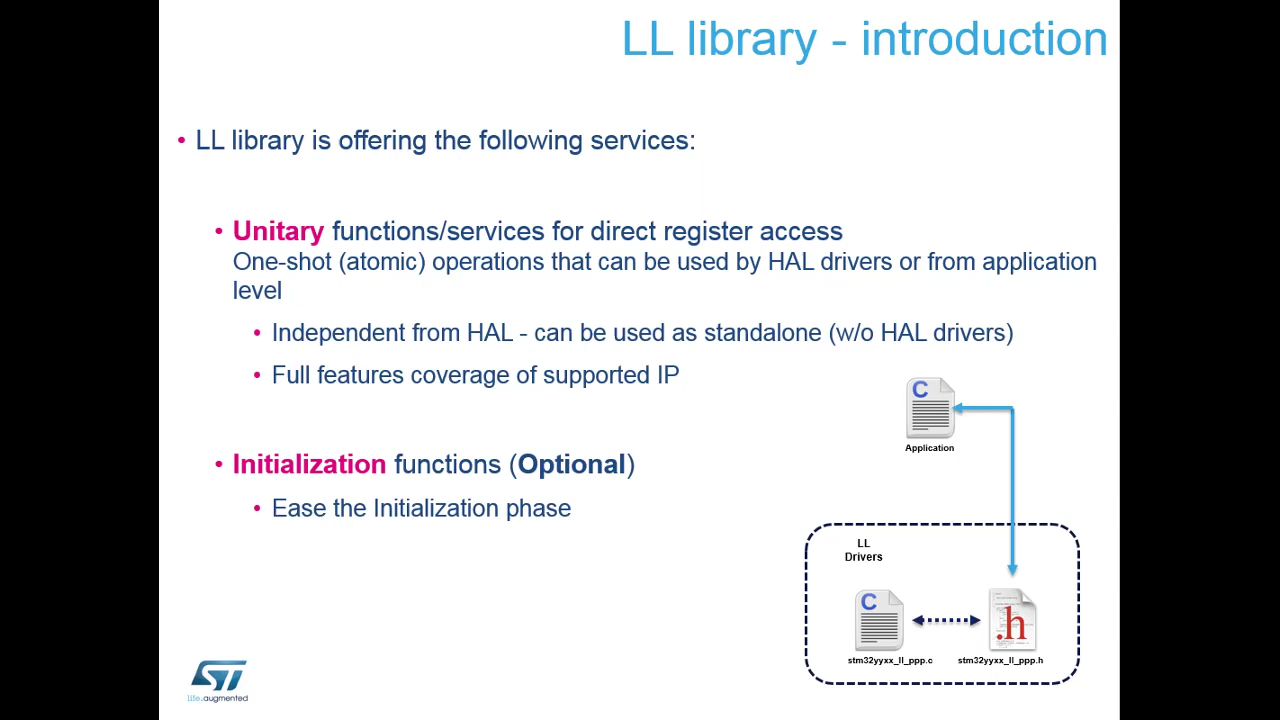 LL library - introduction
• LL library is offering the following services:
• Unitary functions/services for direct register access
One-shot (atomic) operations that can be used by HAL drivers or from application
level
• Independent from HAL - can be used as standalone (w/o HAL drivers)
• Full features coverage of supported IP
C
Application
• Initialization functions (Optional)
• Ease the Initialization phase
LL
Drivers
C
.h
stm32yyxx_ll_ppp.c
stm32yyxx_ll_ppp.h
ST
life.augmented